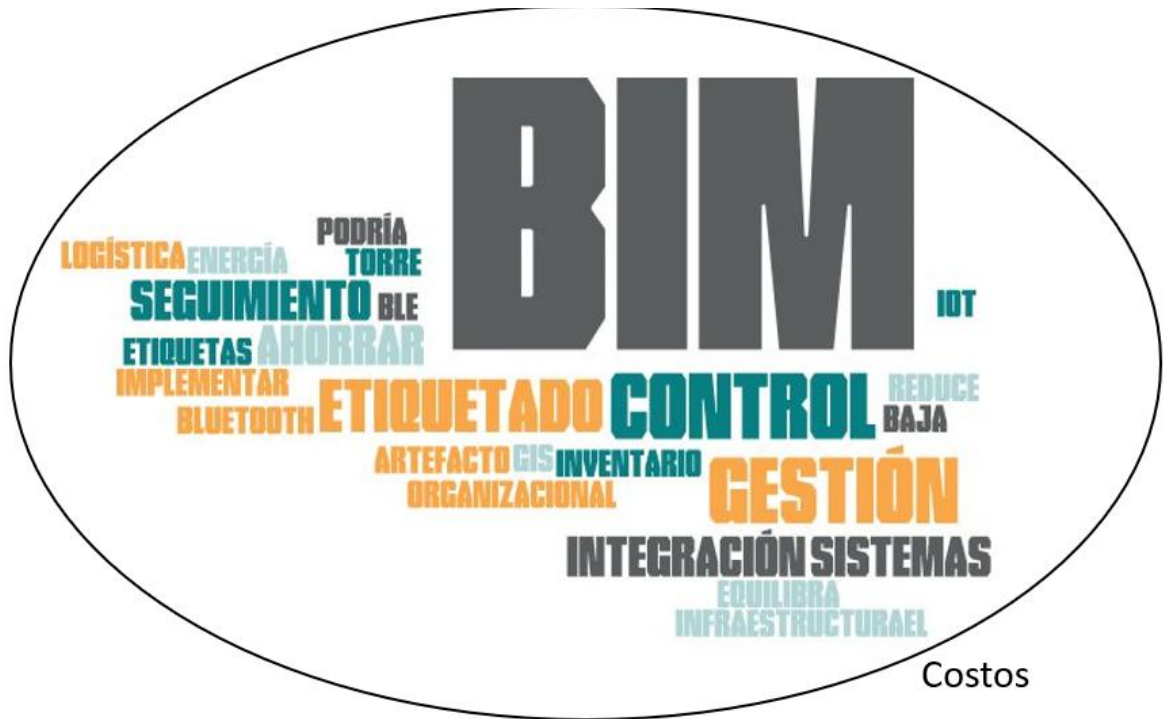 BIM
PODRÍA
LOGÍSTICA ENERGÍA TORRE
SEGUIMIENTO BLE
IOT
ETIQUETAS AHORRAR
IMPLEMENTAR
BLUETOOTH ETIQUETADO CONTROL
REDUCE
BAJA
ARTEFACTO GIS INVENTARIO
ORGANIZACIONAL
GESTIÓN
INTEGRACIÓN SISTEMAS
EQUILIBRA
INFRAESTRUCTURAEL
Costos